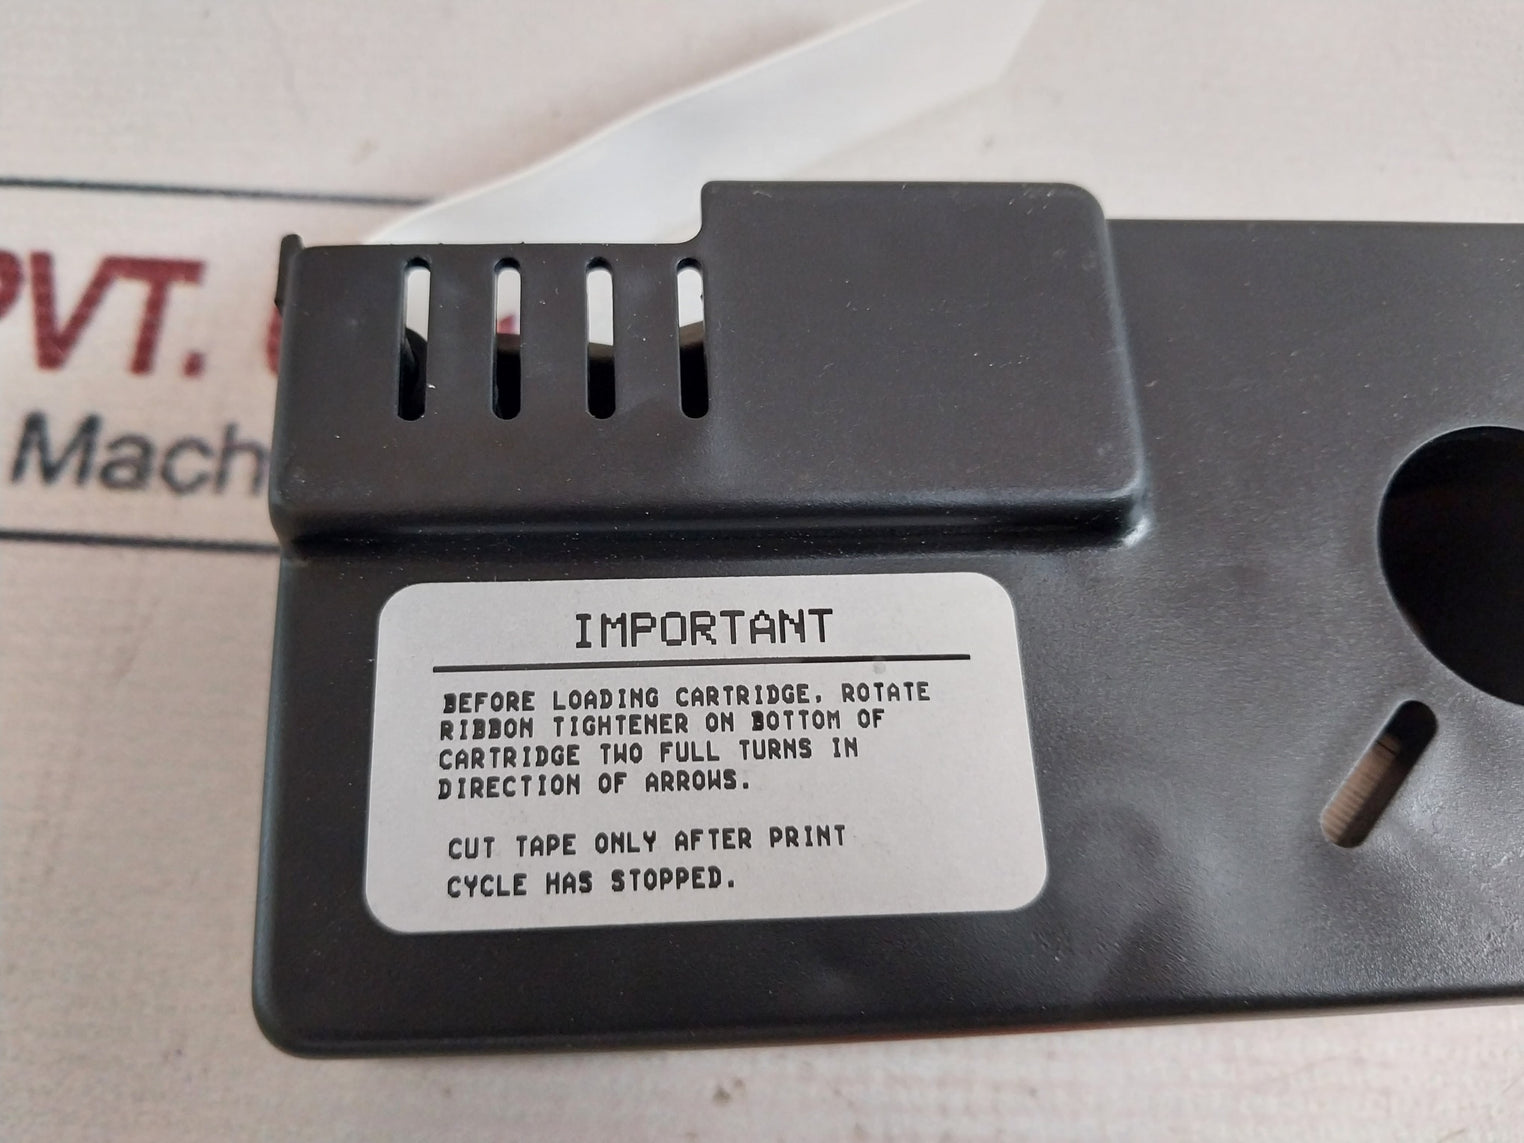 PVT.
Mach
IMPORTANT
BEFORE LOADING CARTRIDGE, ROTATE
RIBBON TIGHTENER ON BOTTOM OF
CARTRIDGE TWO FULL TURNS IN
DIRECTION OF ARROWS.
CUT TAPE ONLY AFTER PRINT
CYCLE HAS STOPPED.